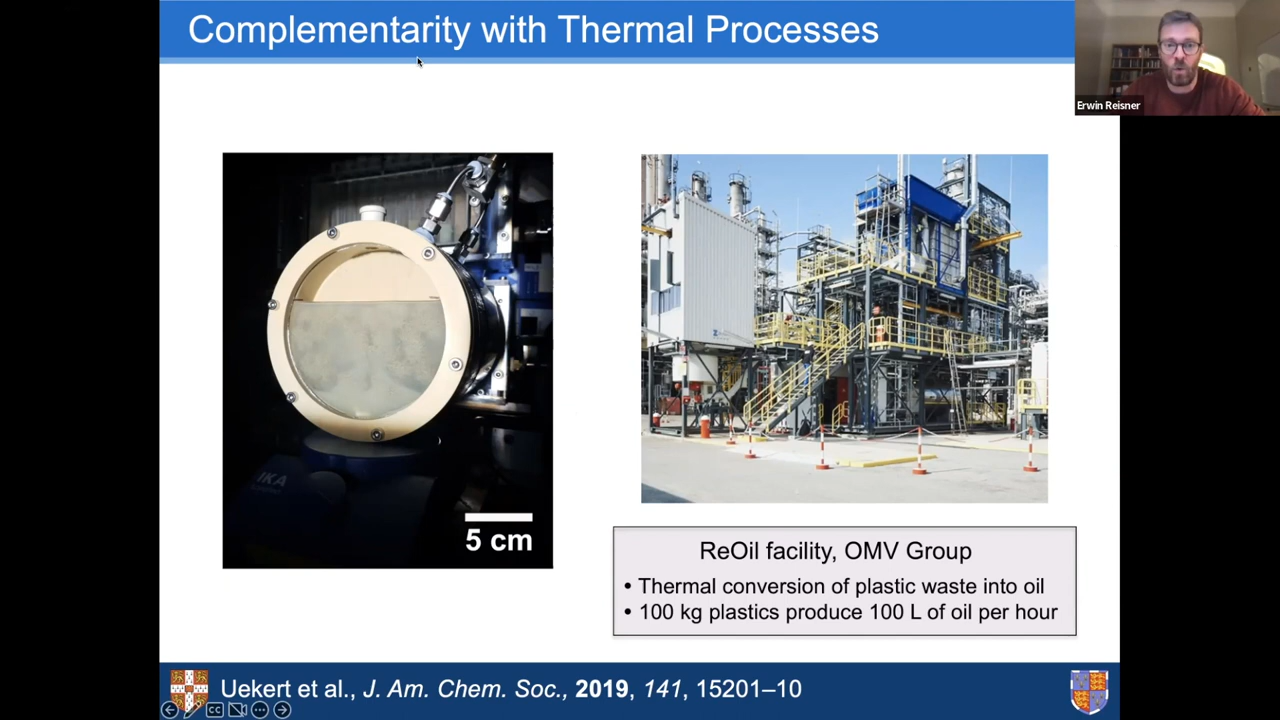 Complementarity with Thermal Processes
Erwin Reisner
IKA
5 cm
ReOil facility, OMV Group
• Thermal conversion of plastic waste into oil
• 100 kg plastics produce 100 L of oil per hour
Uekert et al., J. Am. Chem. Soc., 2019, 141, 15201–10
CC